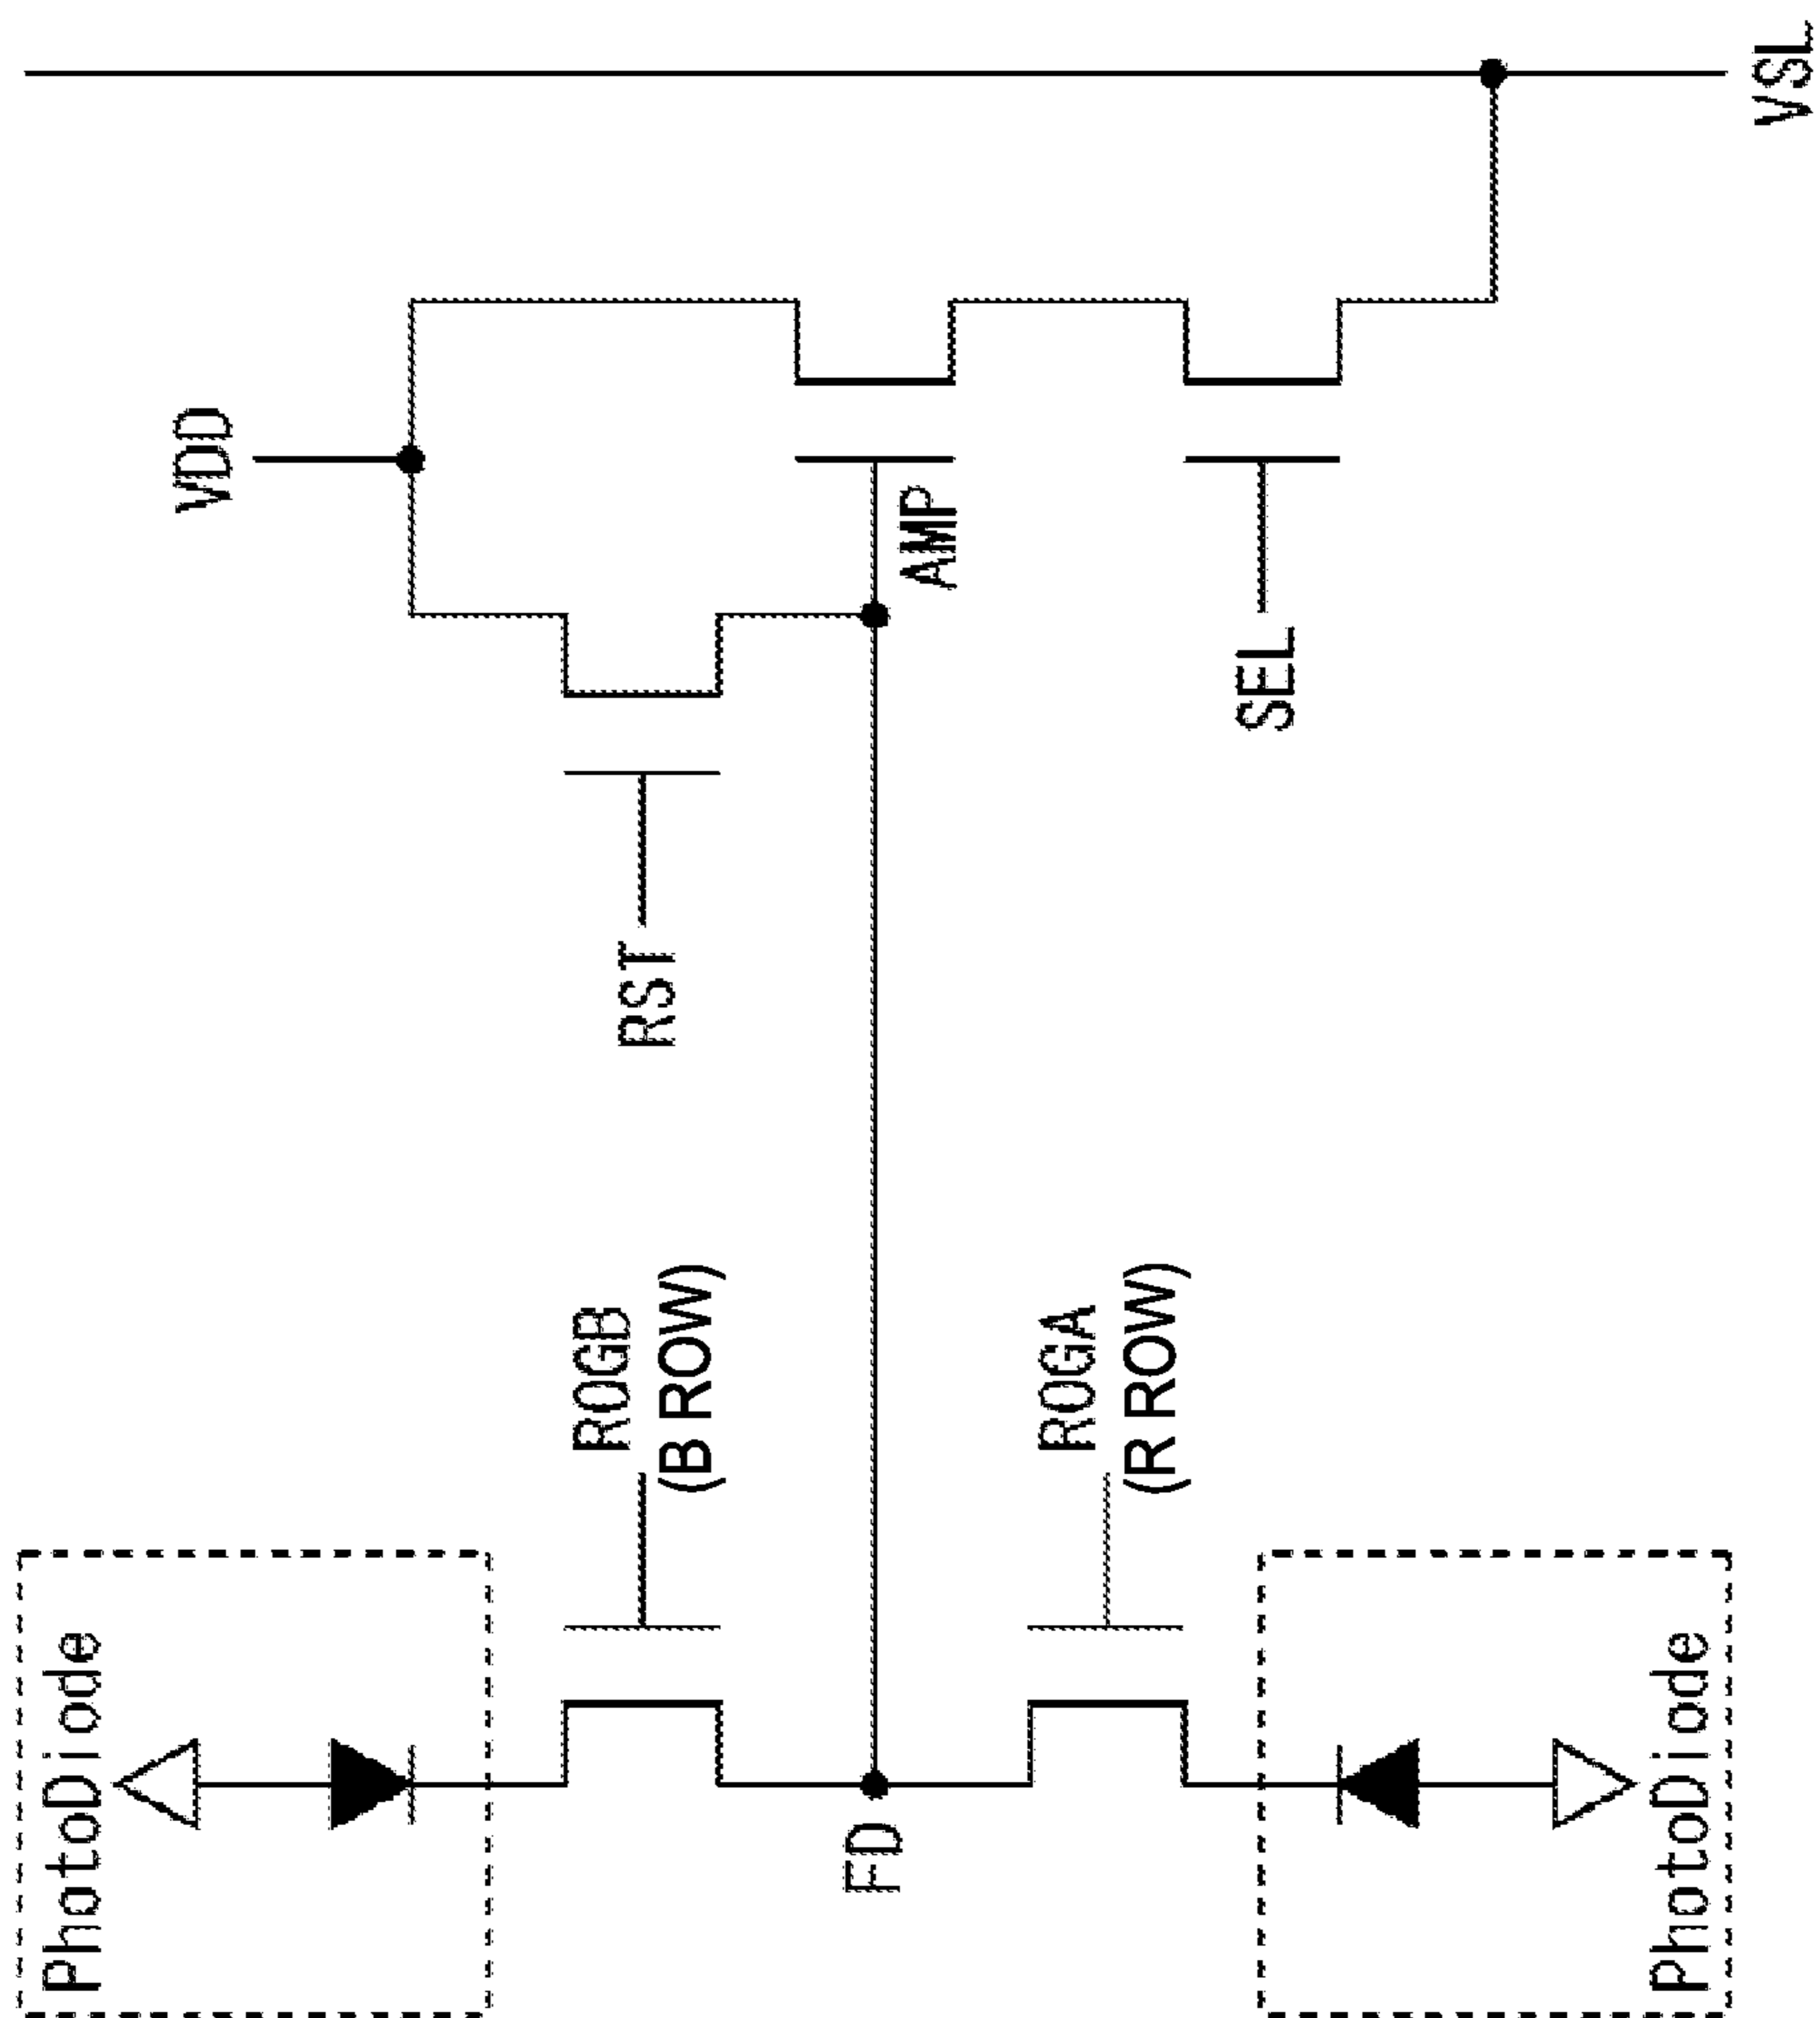 PhotoDiode
ROGB
(B ROW)
FD
ROGA
(R ROW)
PhotoDiode
RST
VDD
AMP
SEL
VSL